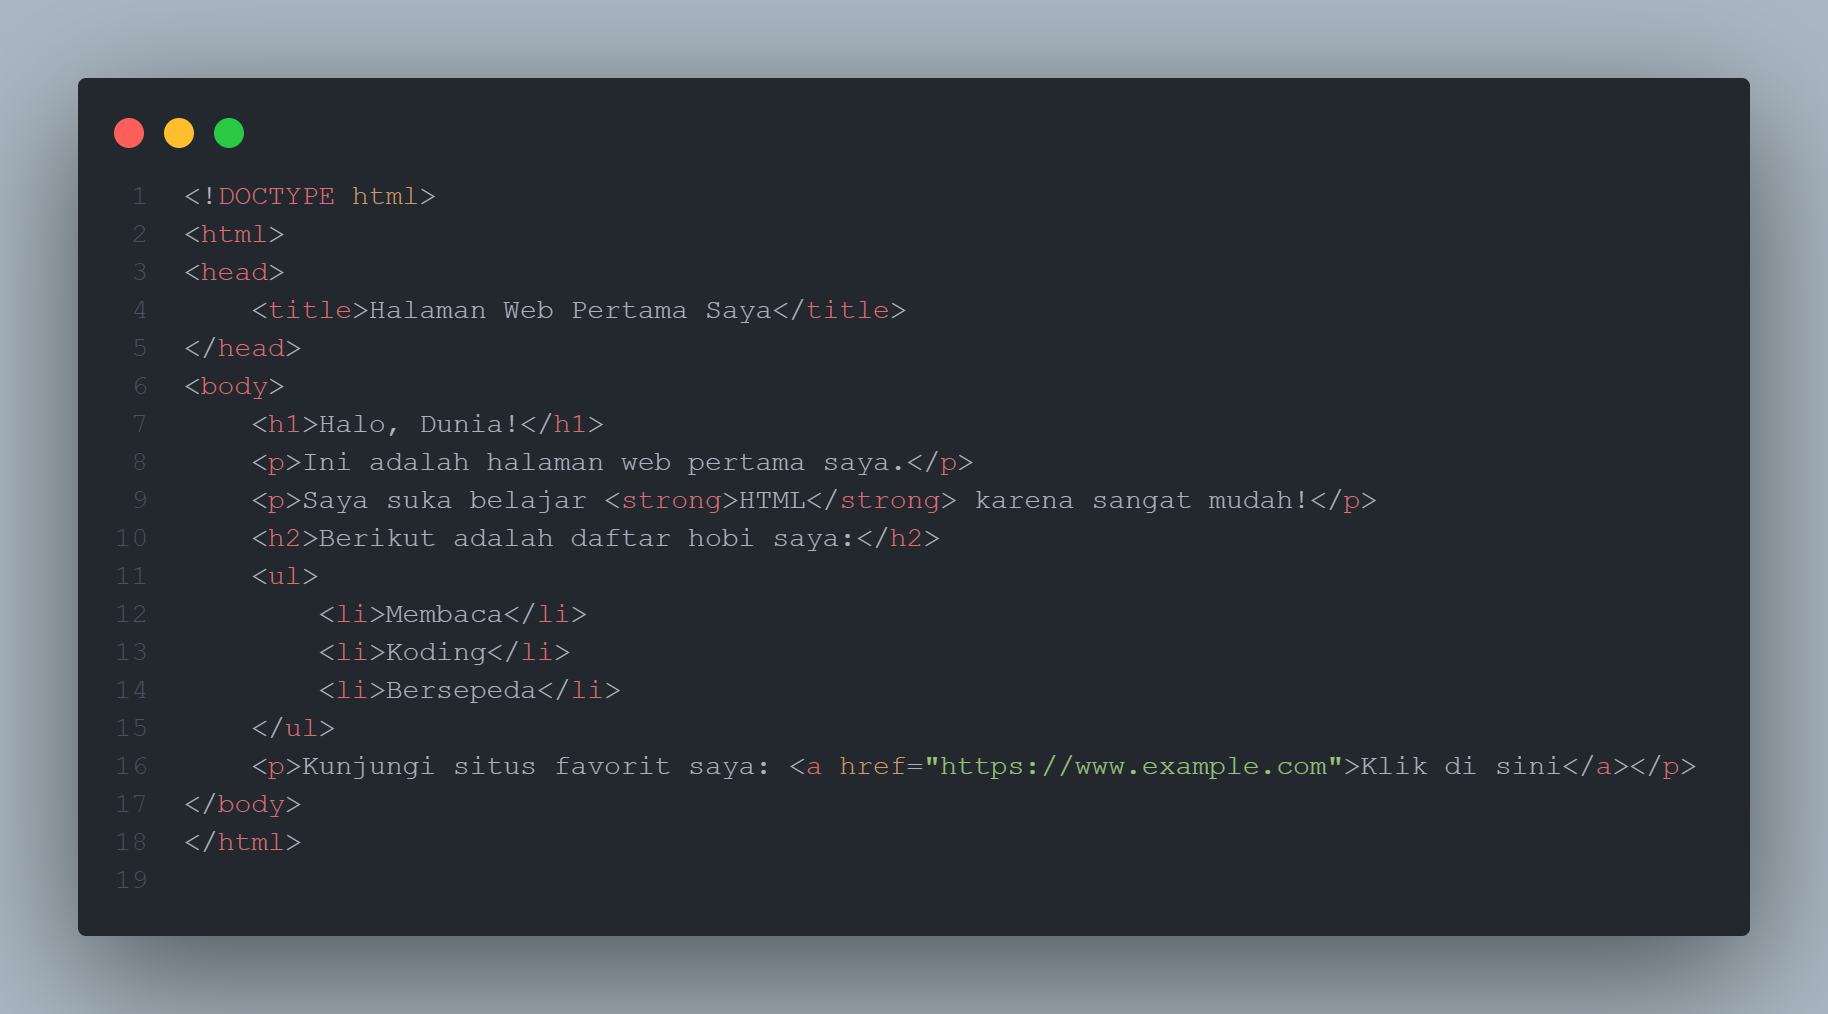 1 <!DOCTYPE html>
2 <html>
3 <head>
4     <title>Halaman Web Pertama Saya</title>
5 </head>
6 <body>
7     <h1>Halo, Dunia!</h1>
8     <p>Ini adalah halaman web pertama saya.</p>
9     <p>Saya suka belajar <strong>HTML</strong> karena sangat mudah!</p>
10     <h2>Berikut adalah daftar hobi saya:</h2>
11     <ul>
12         <li>Membaca</li>
13         <li>Koding</li>
14         <li>Bersepeda</li>
15     </ul>
16     <p>Kunjungi situs favorit saya: <a href="https://www.example.com">Klik di sini</a></p>
17 </body>
18 </html>
19